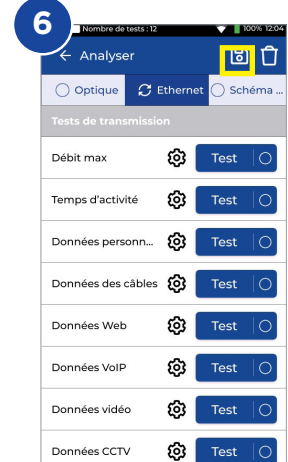 6
Nombre de tests : 12 100% 12:04
← Analyser
Optique Ethernet Schéma ...
Tests de transmission
Débit max Test
Temps d'activité Test
Données personn... Test
Données des câbles Test
Données Web Test
Données VoIP Test
Données vidéo Test
Données CCTV Test